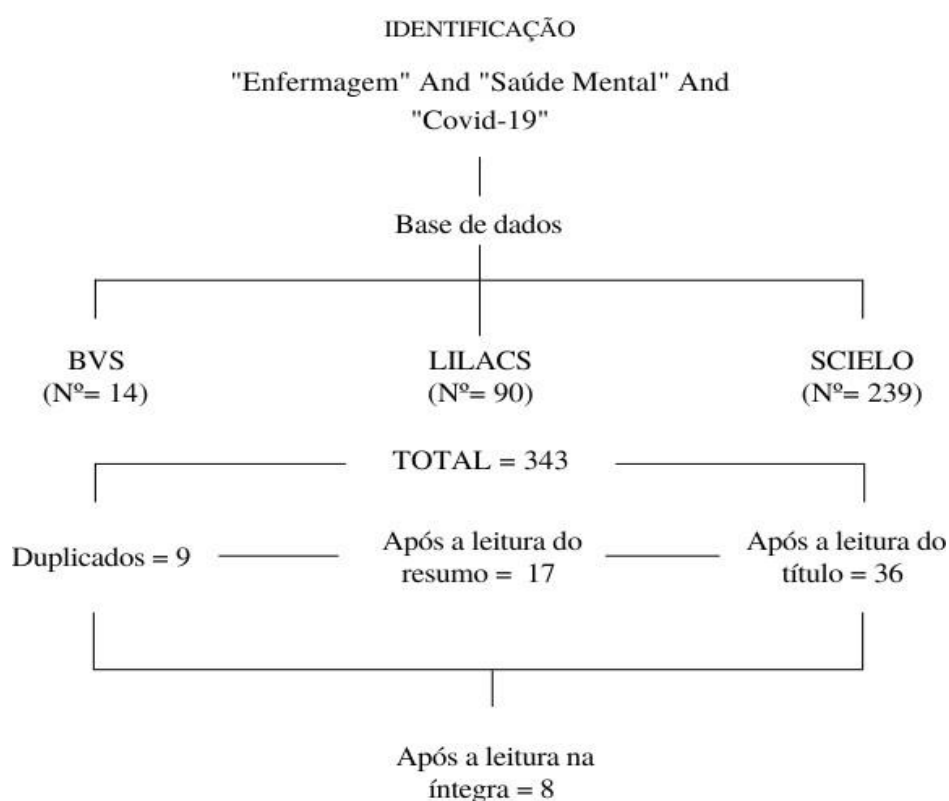 IDENTIFICAÇÃO
"Enfermagem" And "Saúde Mental" And
"Covid-19"
Base de dados
BVS
(Nº= 14)
LILACS
(Nº= 90)
SCIELO
(Nº= 239)
TOTAL = 343
Duplicados = 9
Após a leitura do
resumo = 17
Após a leitura do
título = 36
Após a leitura na
íntegra = 8